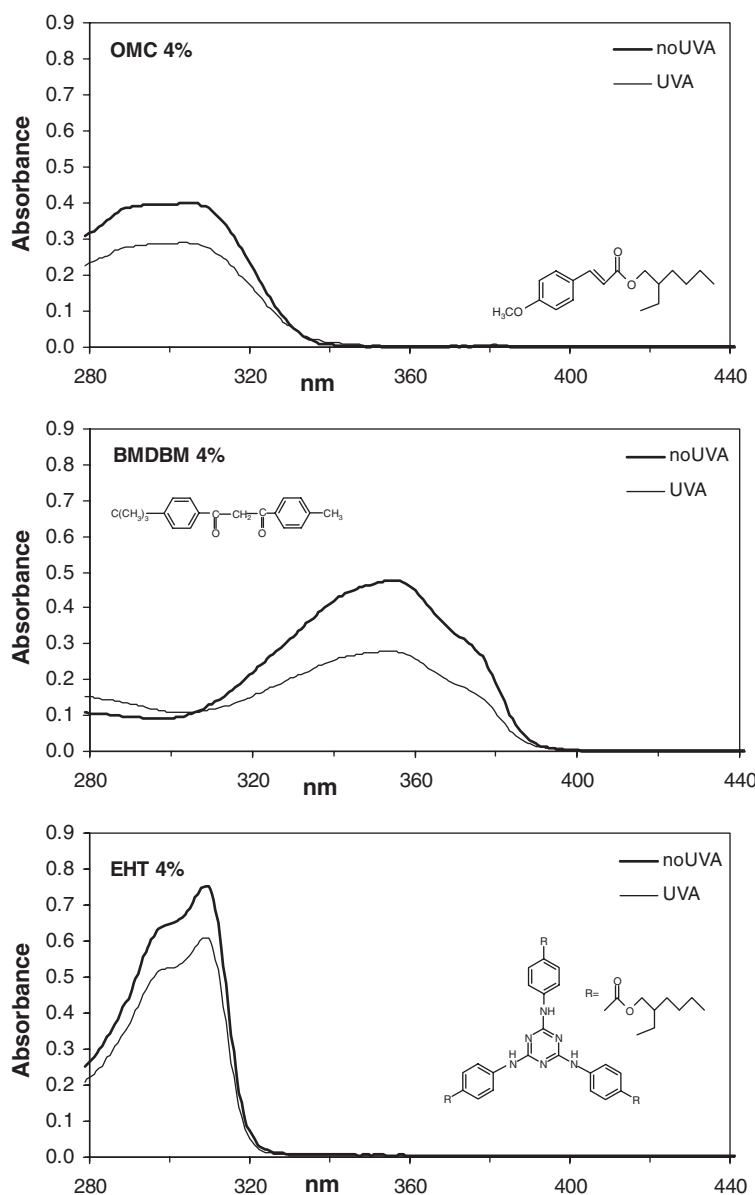 0.9
OMC 4%
noUVA
0.8
UVA
0.7
0.6
Absorbance
0.5
0.4
0.3
O
O
0.2
H₃CO
0.1
0.0
280 320 360 400 440
nm
0.9
BMDBM 4%
noUVA
0.8
UVA
0.7
C(CH₃)₃ C CH₂ C CH₃
O O
0.6
Absorbance
0.5
0.4
0.3
0.2
0.1
0.0
280 320 360 400 440
nm
0.9
EHT 4%
noUVA
0.8
UVA
0.7
0.6
Absorbance
0.5
R
R= O
O
0.4
NH
0.3
N N
H H
N N N
0.2
R R
0.1
0.0
280 320 360 400 440
nm